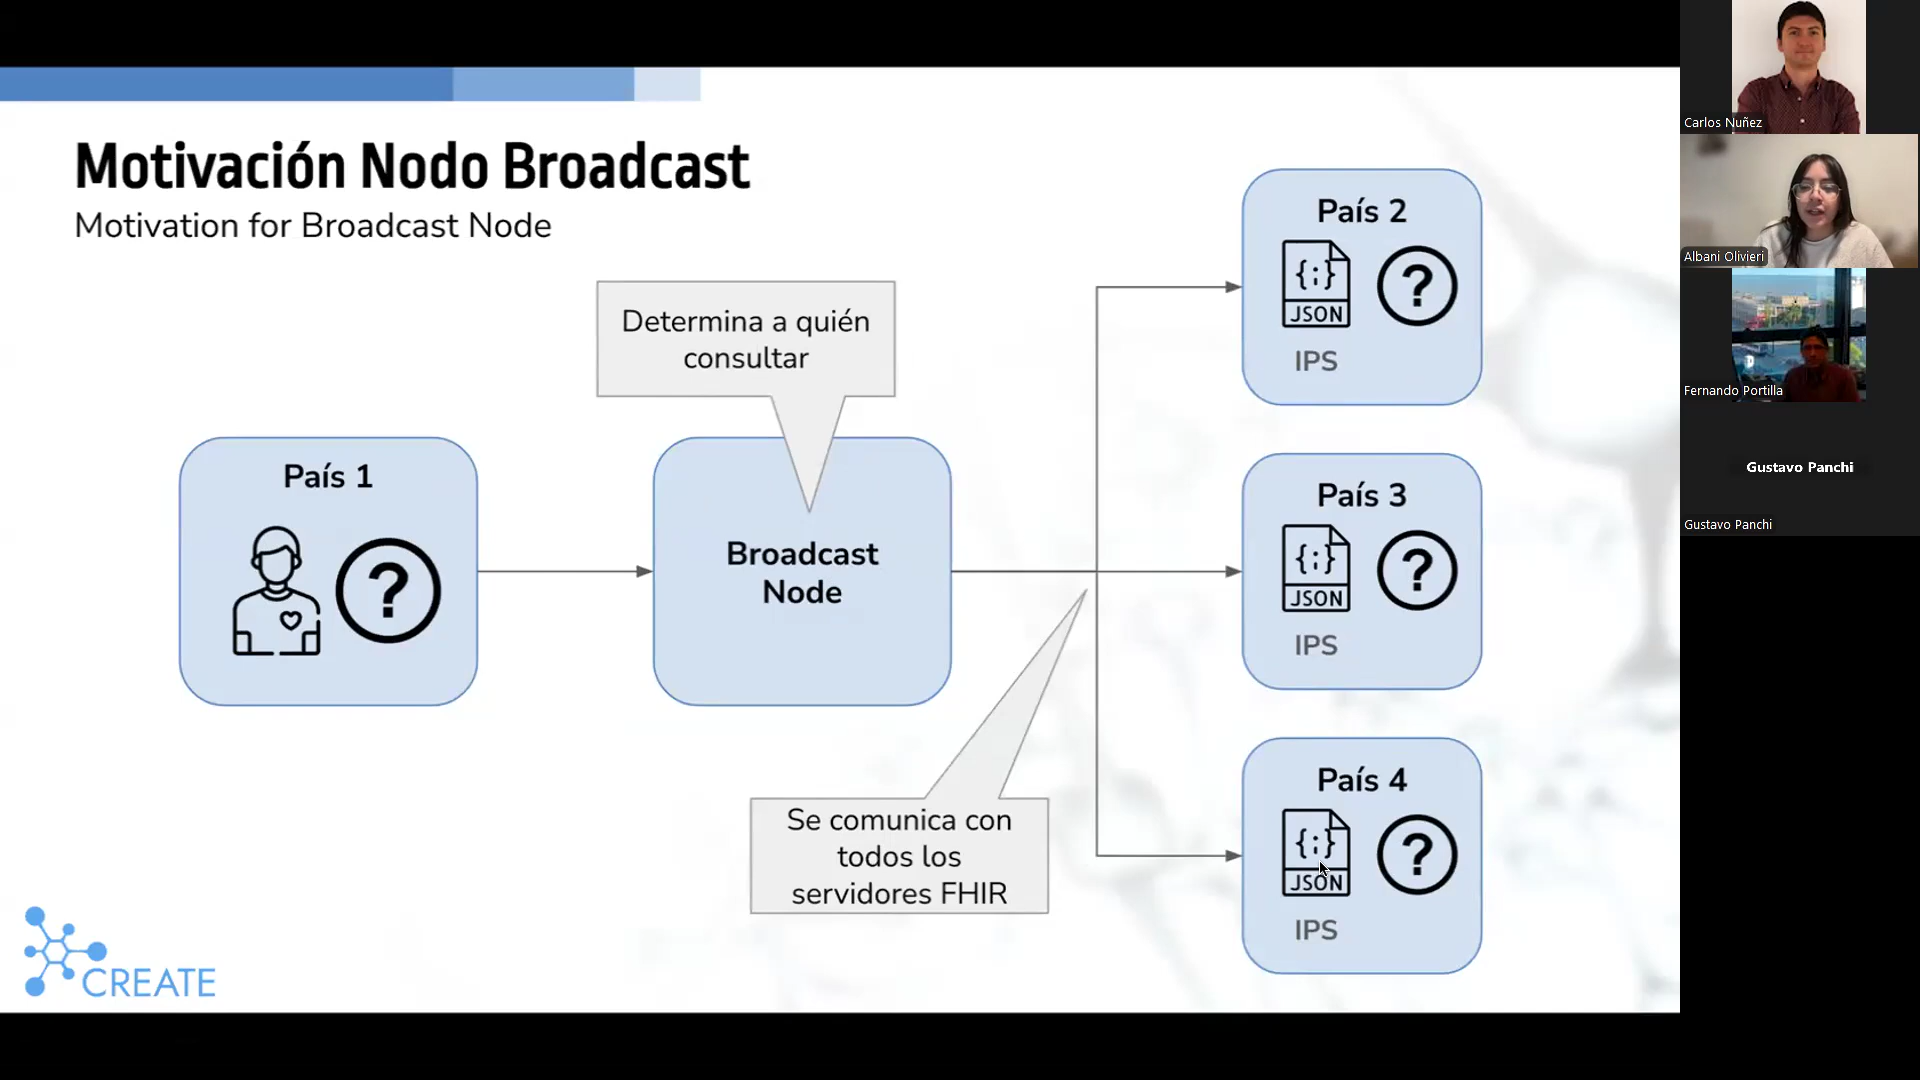 Motivación Nodo Broadcast
Motivation for Broadcast Node
Determina a quién
consultar
País 1
Broadcast
Node
Se comunica con
todos los
servidores FHIR
País 2
{;}
JSON
IPS
?
País 3
{;}
JSON
IPS
?
País 4
{;}
JSON
IPS
?
?
CREATE
Carlos Nuñez
Albani Olivieri
Fernando Portilla
Gustavo Panchi
Gustavo Panchi